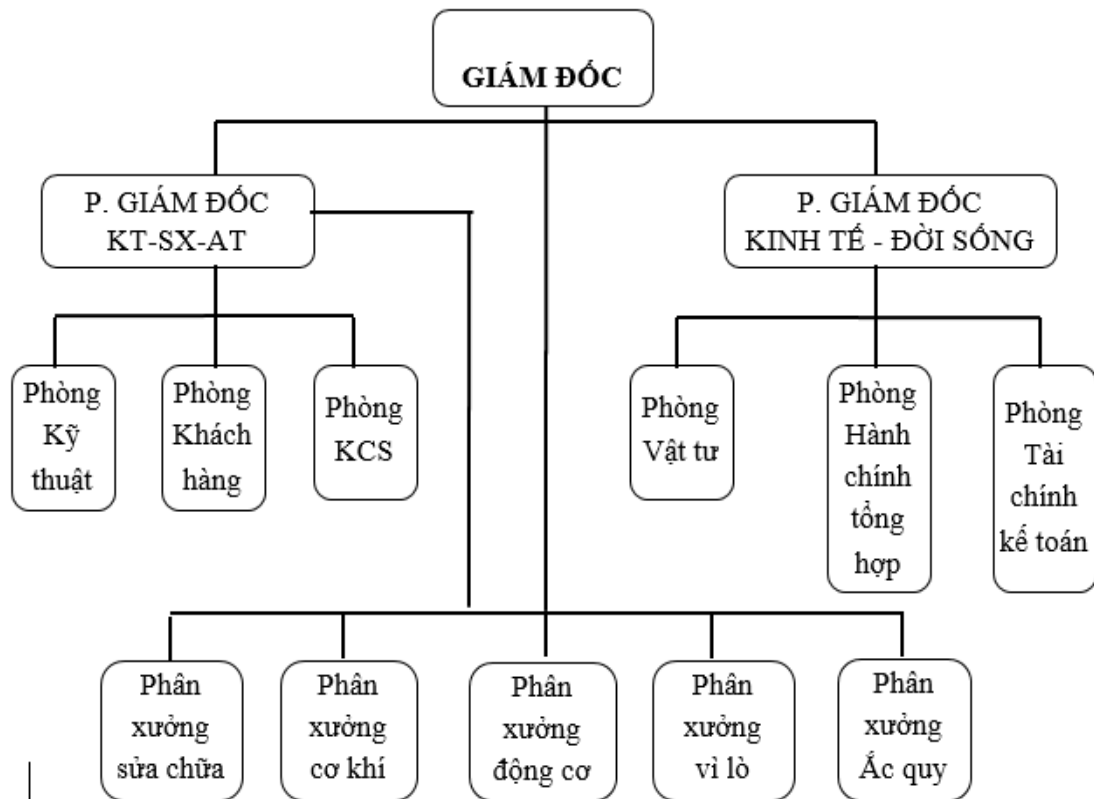 GIÁM ĐỐC
P. GIÁM ĐỐC
KT-SX-AT
P. GIÁM ĐỐC
KINH TẾ - ĐỜI SỐNG
Phòng
Kỹ
thuật
Phòng
Khách
hàng
Phòng
KCS
Phòng
Vật tư
Phòng
Hành
chính
tổng
hợp
Phòng
Tài
chính
kế toán
Phân
xưởng
sửa chữa
Phân
xưởng
cơ khí
Phân
xưởng
động cơ
Phân
xưởng
vì lò
Phân
xưởng
Ắc quy